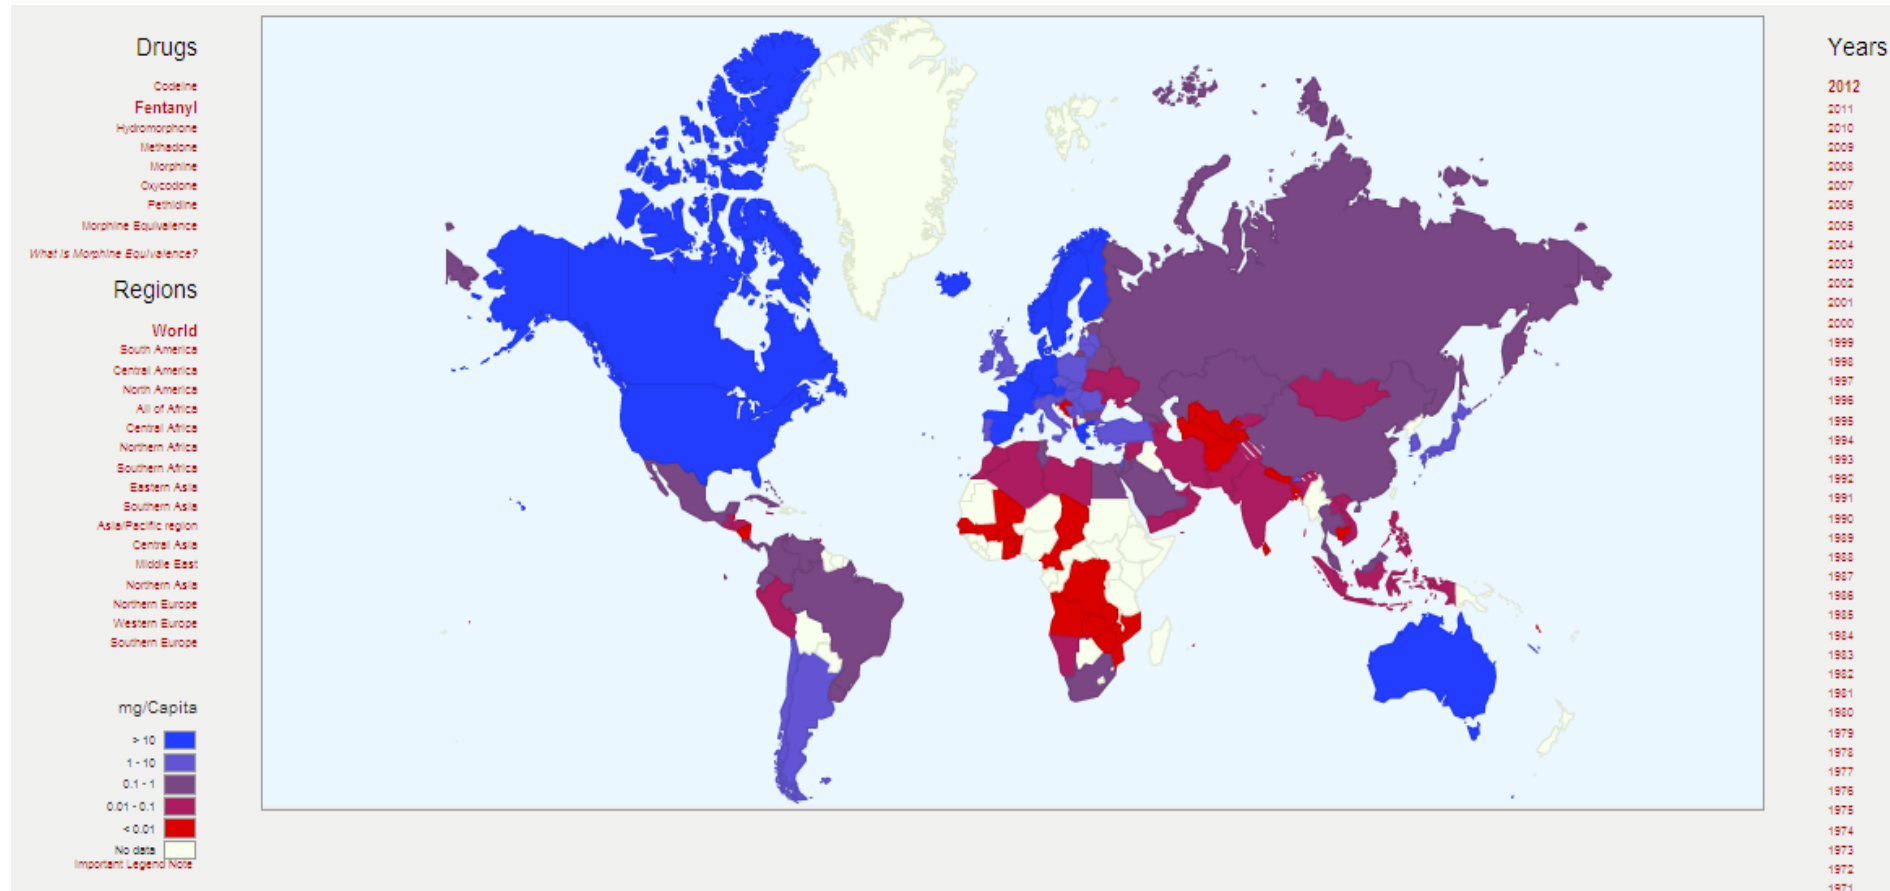 Drugs
Codeine
Fentanyl
Hydromorphone
Methadone
Morphine
Oxycodone
Pethidine
Morphine Equivalence
What is Morphine Equivalence?
Regions
World
South America
Central America
North America
All of Africa
Central Africa
Northern Africa
Southern Africa
Eastern Asia
Southern Asia
Asia/Pacific region
Central Asia
Middle East
Northern Asia
Northern Europe
Western Europe
Southern Europe
mg/Capita
> 10
1 - 10
0.1 - 1
0.01 - 0.1
< 0.01
No data
Important Legend Note
Years
2012
2011
2010
2009
2008
2007
2006
2005
2004
2003
2002
2001
2000
1999
1998
1997
1996
1995
1994
1993
1992
1991
1990
1989
1988
1987
1986
1985
1984
1983
1982
1981
1980
1979
1978
1977
1976
1975
1974
1973
1972
1971